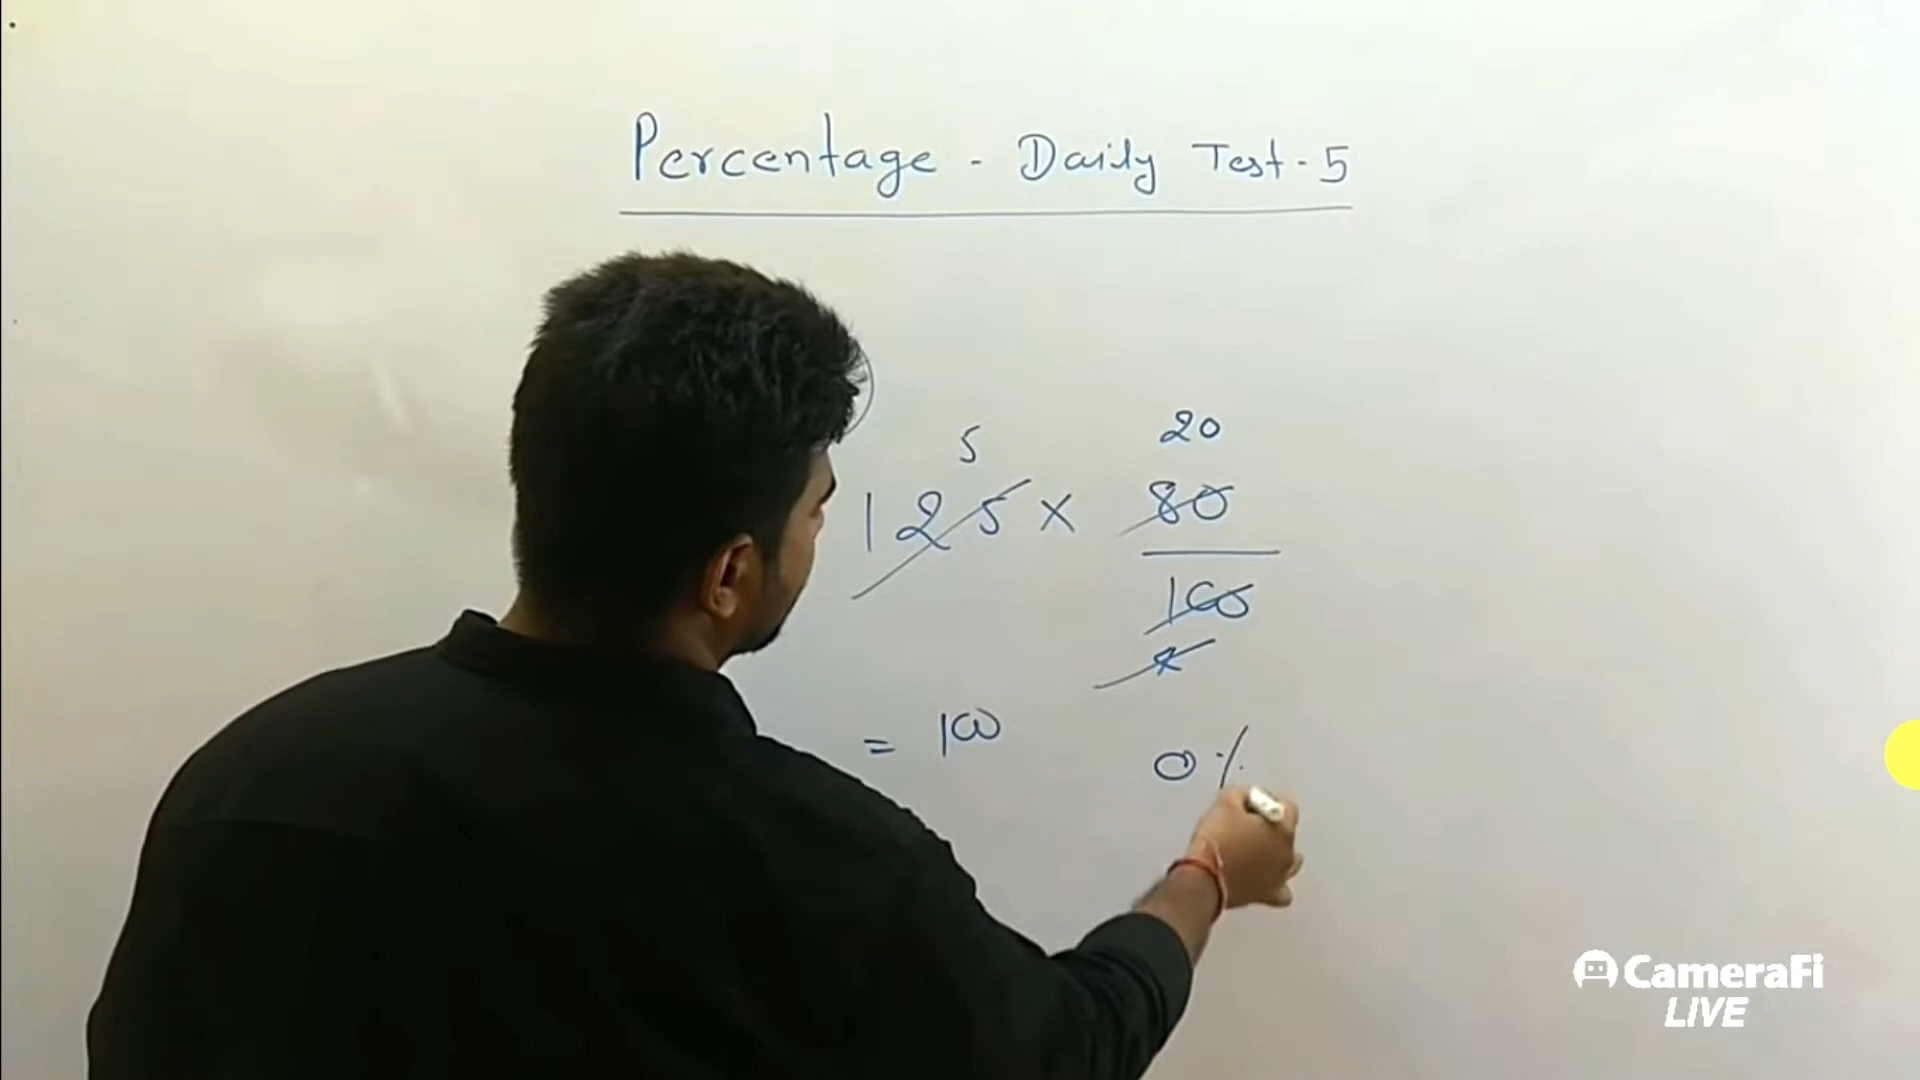 Percentage - Daily Test - 5
5 20
125 x 80
100
= 100 0%
CameraFi
LIVE